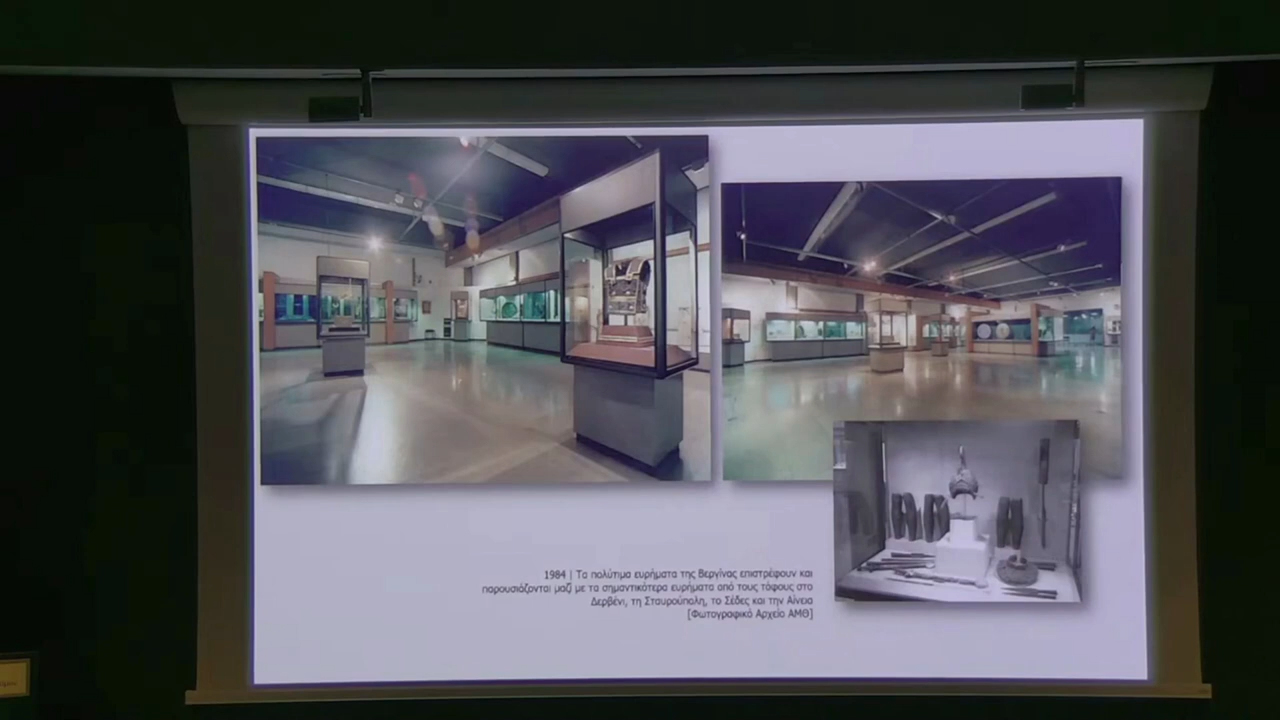 1984 | Τα πολύτιμα ευρήματα της Βεργίνας επιστρέφουν και
παρουσιάζονται μαζί με τα σημαντικότερα ευρήματα από τους τάφους στο
Δερβένι, τη Σταυρούπολη, το Σέδες και την Αίνεια
[Φωτογραφικό Αρχείο ΑΜΘ]